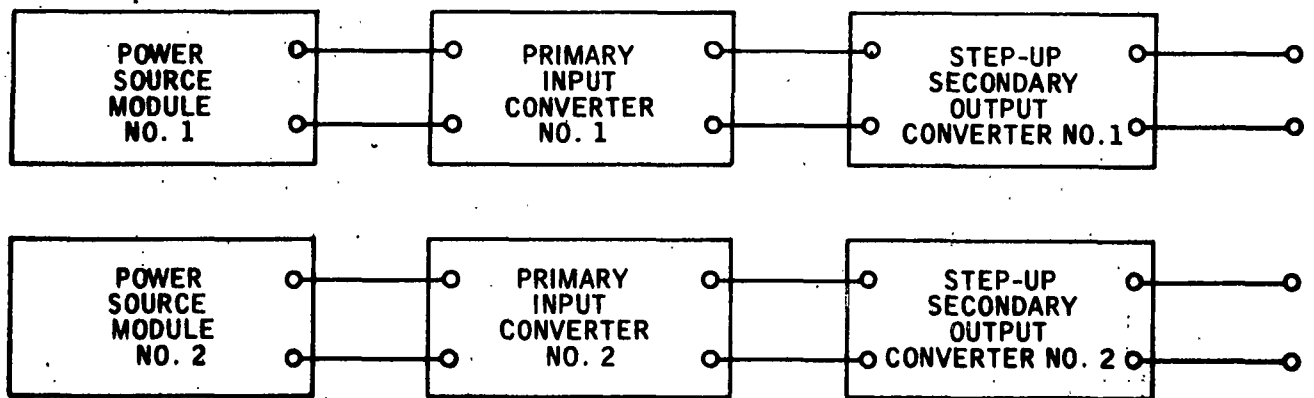 POWER
SOURCE
MODULE
NO. 1
PRIMARY
INPUT
CONVERTER
NO. 1
STEP-UP
SECONDARY
OUTPUT
CONVERTER NO.1
POWER
SOURCE
MODULE
NO. 2
PRIMARY
INPUT
CONVERTER
NO. 2
STEP-UP
SECONDARY
OUTPUT
CONVERTER NO. 2